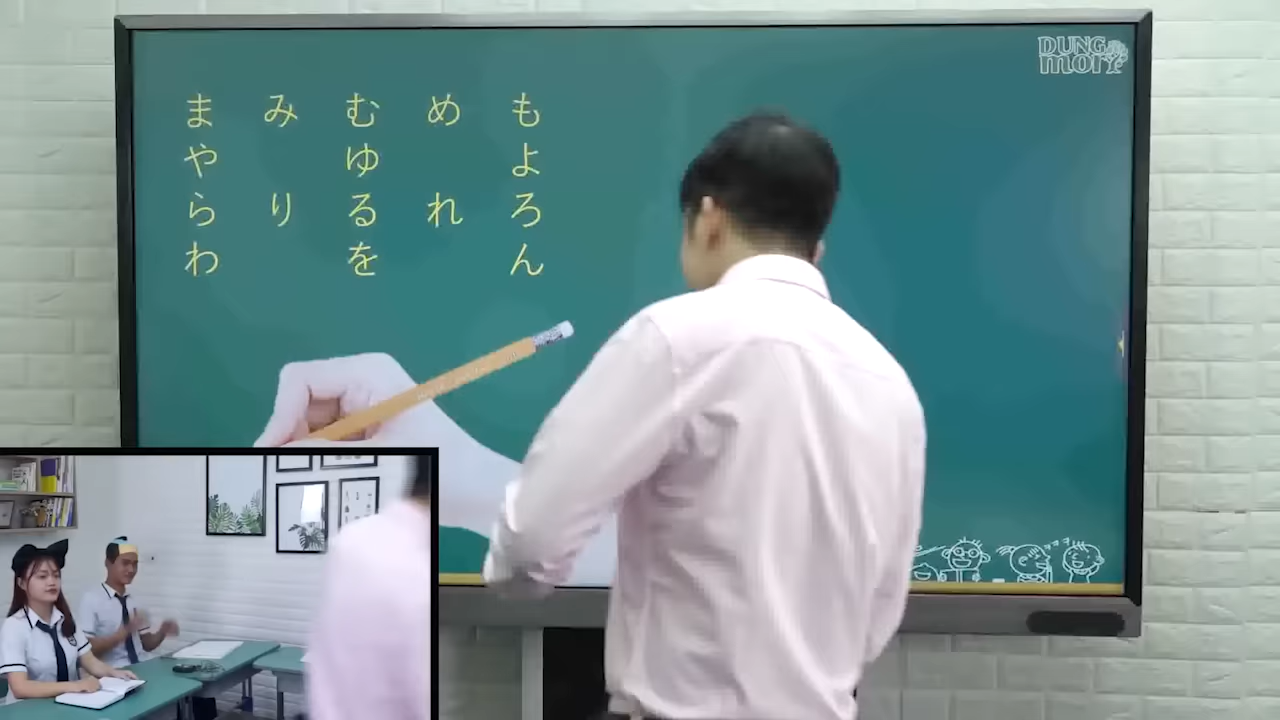 ま み む め も
や ゆ よ
ら り る れ ろ
わ を ん
DUNG
mori